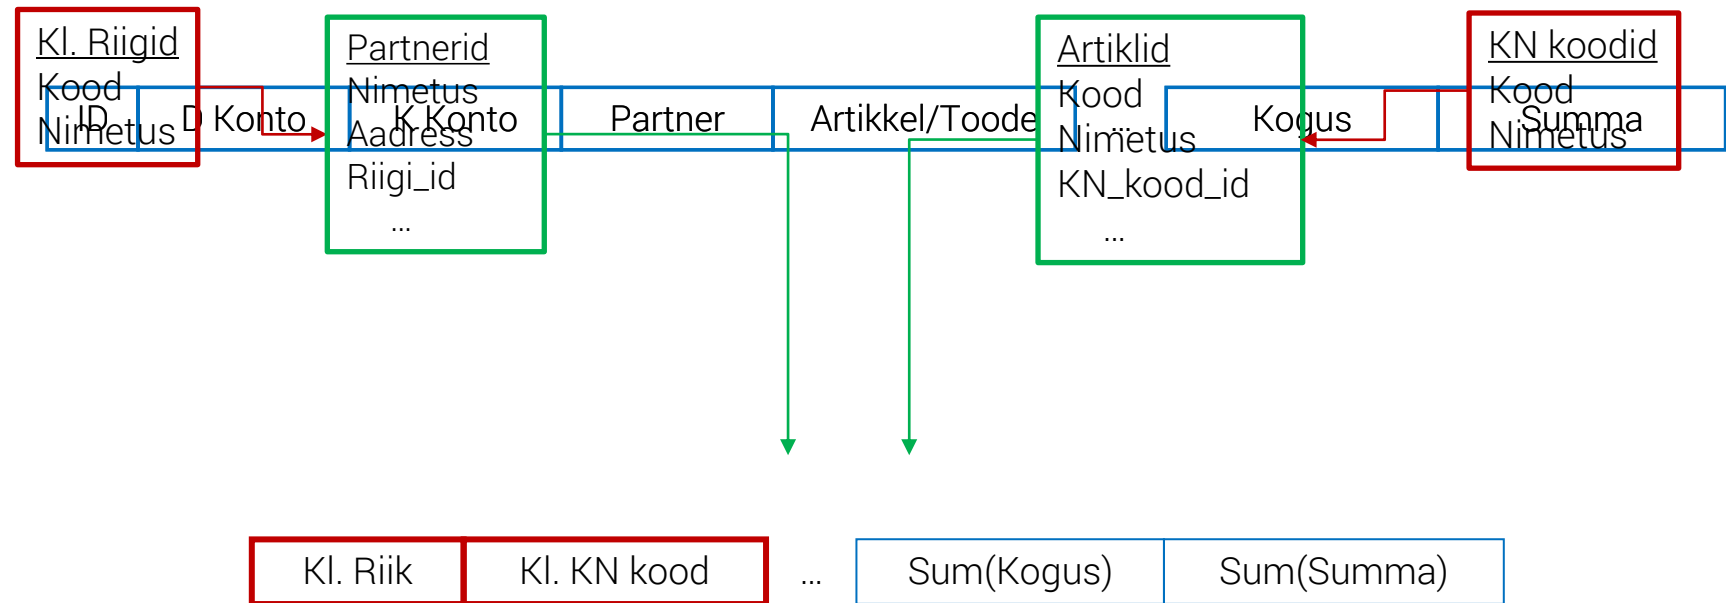 Kl. Riigid
Kood
Nimetus
Partnerid
Nimetus
Aadress
Riigi_id
...
Artiklid
Kood
Nimetus
KN_kood_id
...
KN koodid
Kood
Nimetus
ID
D Konto
K Konto
Partner
Artikkel/Toode
...
Kogus
Summa
Kl. Riik
Kl. KN kood
...
Sum(Kogus)
Sum(Summa)